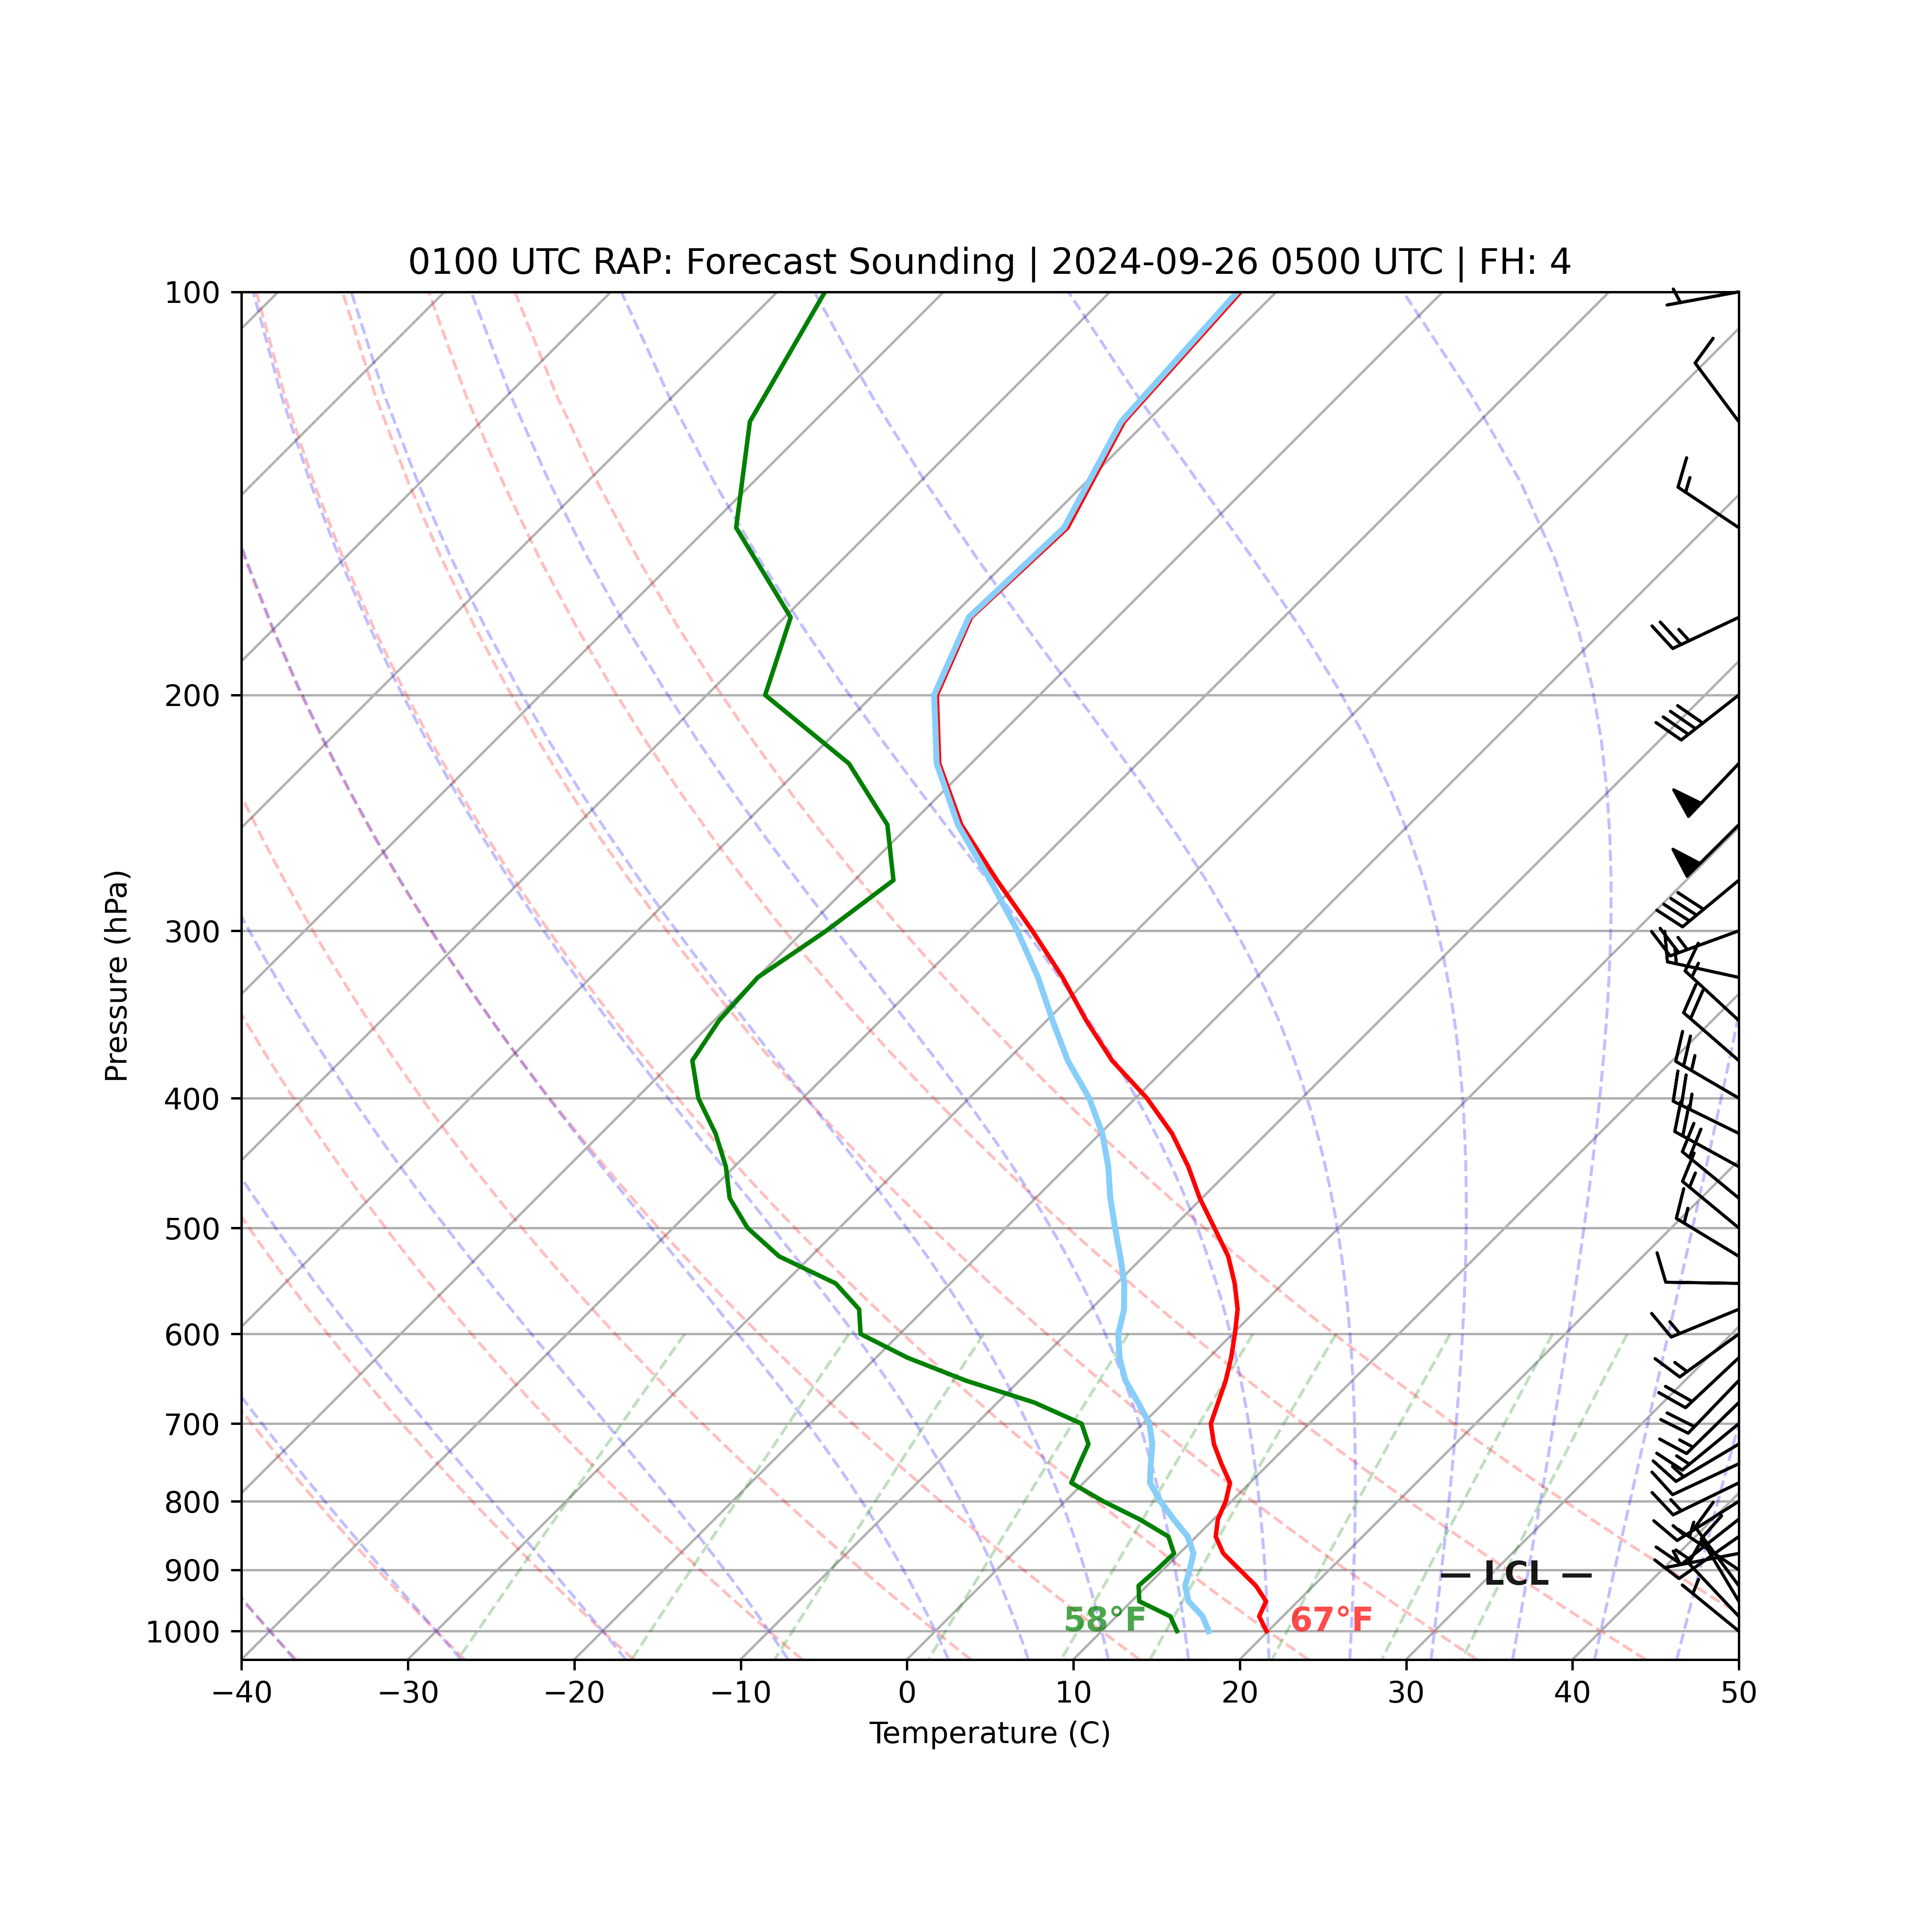 0100 UTC RAP: Forecast Sounding | 2024-09-26 0500 UTC | FH: 4
100
200
300
400
500
600
700
800
900
1000
Pressure (hPa)
— LCL —
58°F
67°F
−40 −30 −20 −10 0 10 20 30 40 50
Temperature (C)